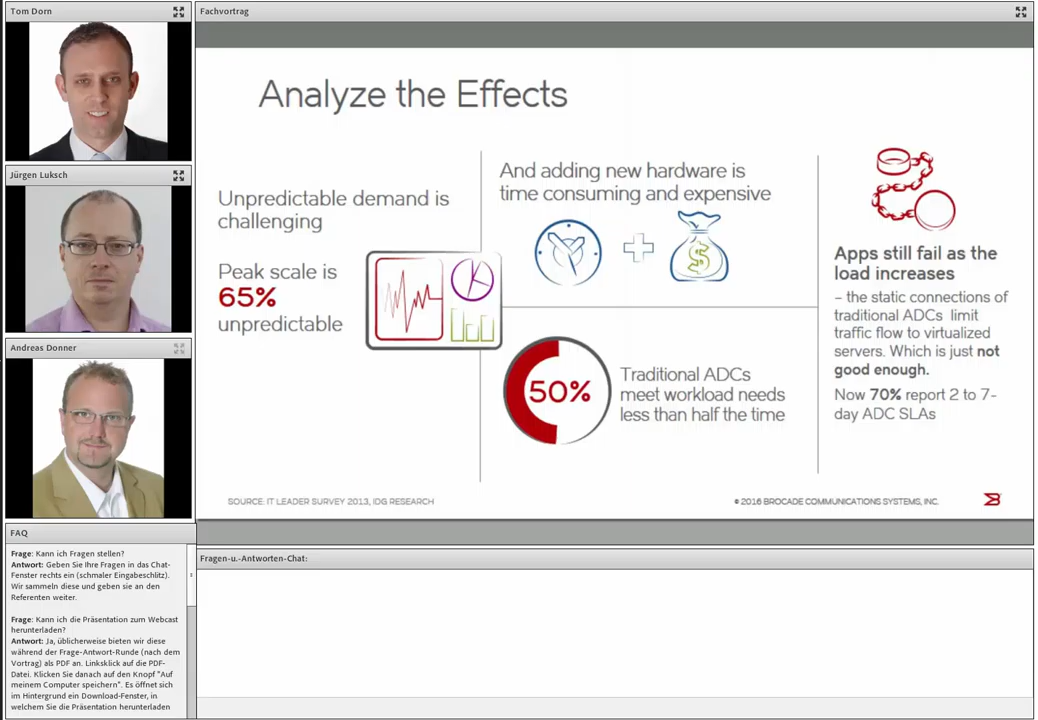 Tom Dorn
Jürgen Luksch
Andreas Donner
FAQ
Frage: Kann ich Fragen stellen?
Antwort: Geben Sie Ihre Fragen in das Chat-
Fenster rechts ein (schmaler Eingabeschlitz).
Wir sammeln diese und geben sie an den
Referenten weiter.
Frage: Kann ich die Präsentation zum Webcast
herunterladen?
Antwort: Ja, üblicherweise bieten wir diese
während der Frage-Antwort-Runde (nach dem
Vortrag) als PDF an. Linksklick auf die PDF-
Datei. Klicken Sie danach auf den Knopf "Auf
meinem Computer speichern". Es öffnet sich
im Hintergrund ein Download-Fenster, in
welchem Sie die Präsentation herunterladen
Fachvortrag
Analyze the Effects
Unpredictable demand is
challenging
Peak scale is
65%
unpredictable
And adding new hardware is
time consuming and expensive
$
50%
Traditional ADCs
meet workload needs
less than half the time
Apps still fail as the
load increases
– the static connections of
traditional ADCs limit
traffic flow to virtualized
servers. Which is just not
good enough.
Now 70% report 2 to 7-
day ADC SLAs
SOURCE: IT LEADER SURVEY 2013, IDG RESEARCH
© 2016 BROCADE COMMUNICATIONS SYSTEMS, INC.
Fragen-u.-Antworten-Chat: